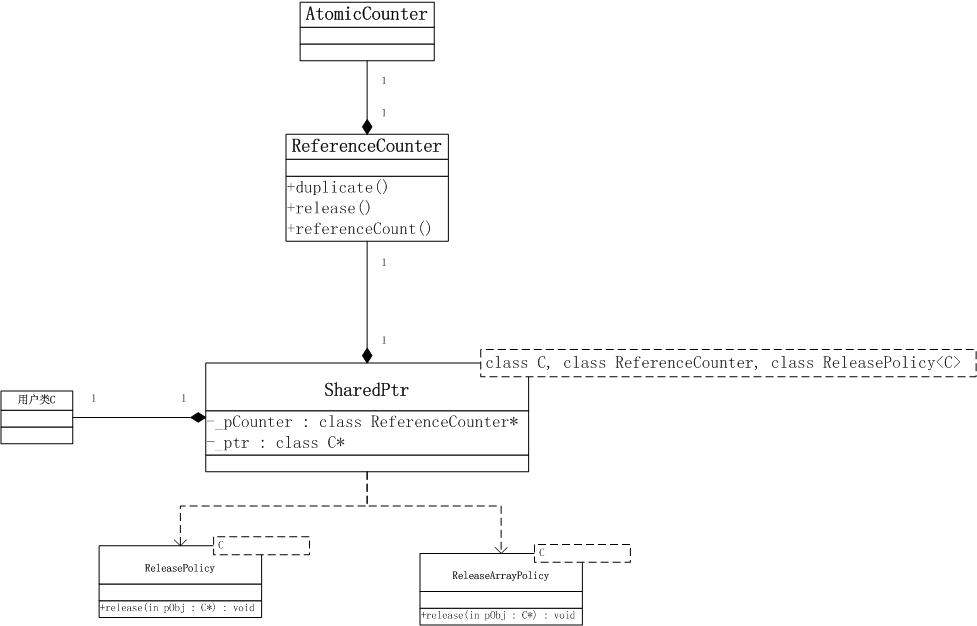 AtomicCounter
1
1
ReferenceCounter
+duplicate()
+release()
+referenceCount()
1
1
class C, class ReferenceCounter, class ReleasePolicy<C>
SharedPtr
用户类C
1
1
-_pCounter : class ReferenceCounter*
-_ptr : class C*
C
ReleasePolicy
+release(in pObj : C*) : void
C
ReleaseArrayPolicy
+release(in pObj : C*) : void